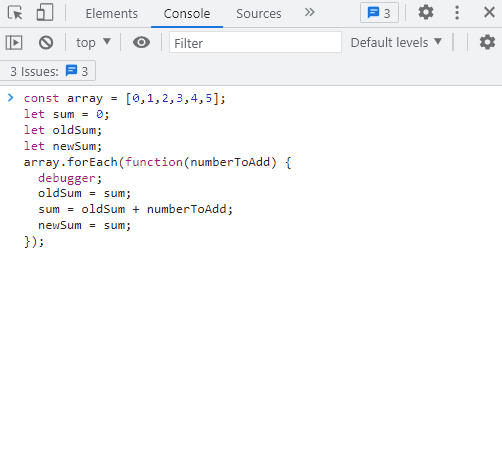 Elements Console Sources » 3
top Filter Default levels
3 Issues: 3
> const array = [0,1,2,3,4,5];
let sum = 0;
let oldSum;
let newSum;
array.forEach(function(numberToAdd) {
debugger;
oldSum = sum;
sum = oldSum + numberToAdd;
newSum = sum;
});